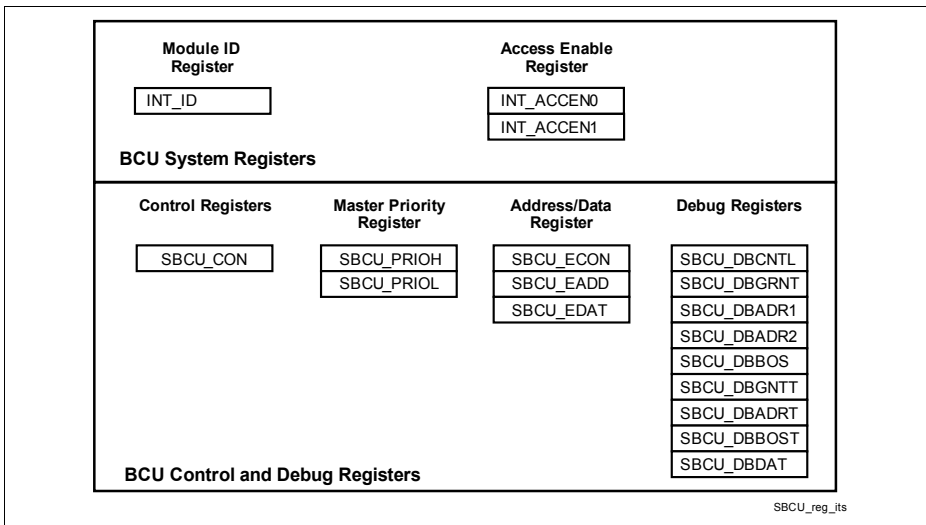 Module ID
Register
INT_ID
Access Enable
Register
INT_ACCEN0
INT_ACCEN1
BCU System Registers
Control Registers
SBCU_CON
Master Priority
Register
SBCU_PRIOH
SBCU_PRIOL
Address/Data
Register
SBCU_ECON
SBCU_EADD
SBCU_EDAT
Debug Registers
SBCU_DBCNTL
SBCU_DBGRNT
SBCU_DBADR1
SBCU_DBADR2
SBCU_DBBOS
SBCU_DBGNTT
SBCU_DBADRT
SBCU_DBBOST
SBCU_DBDAT
BCU Control and Debug Registers
SBCU_reg_its